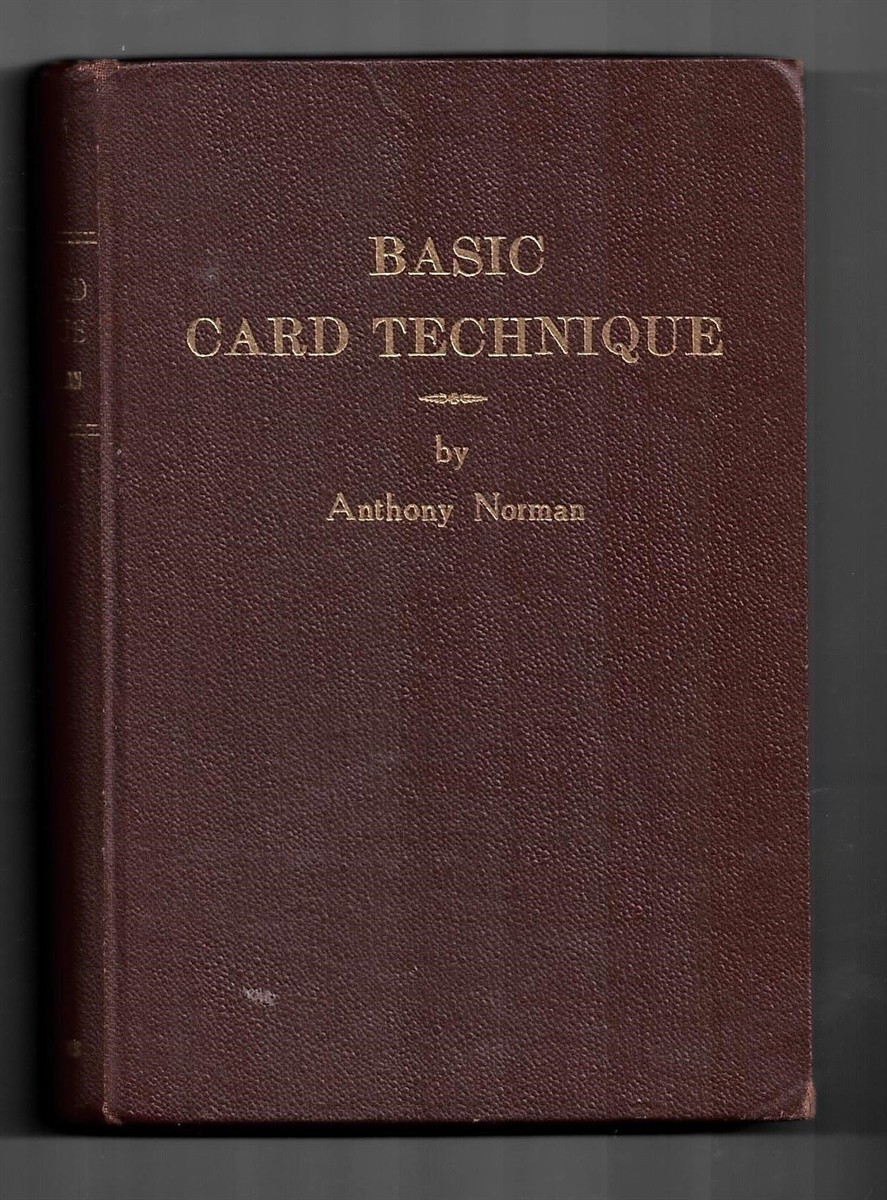 BASIC
CARD TECHNIQUE
by
Anthony Norman